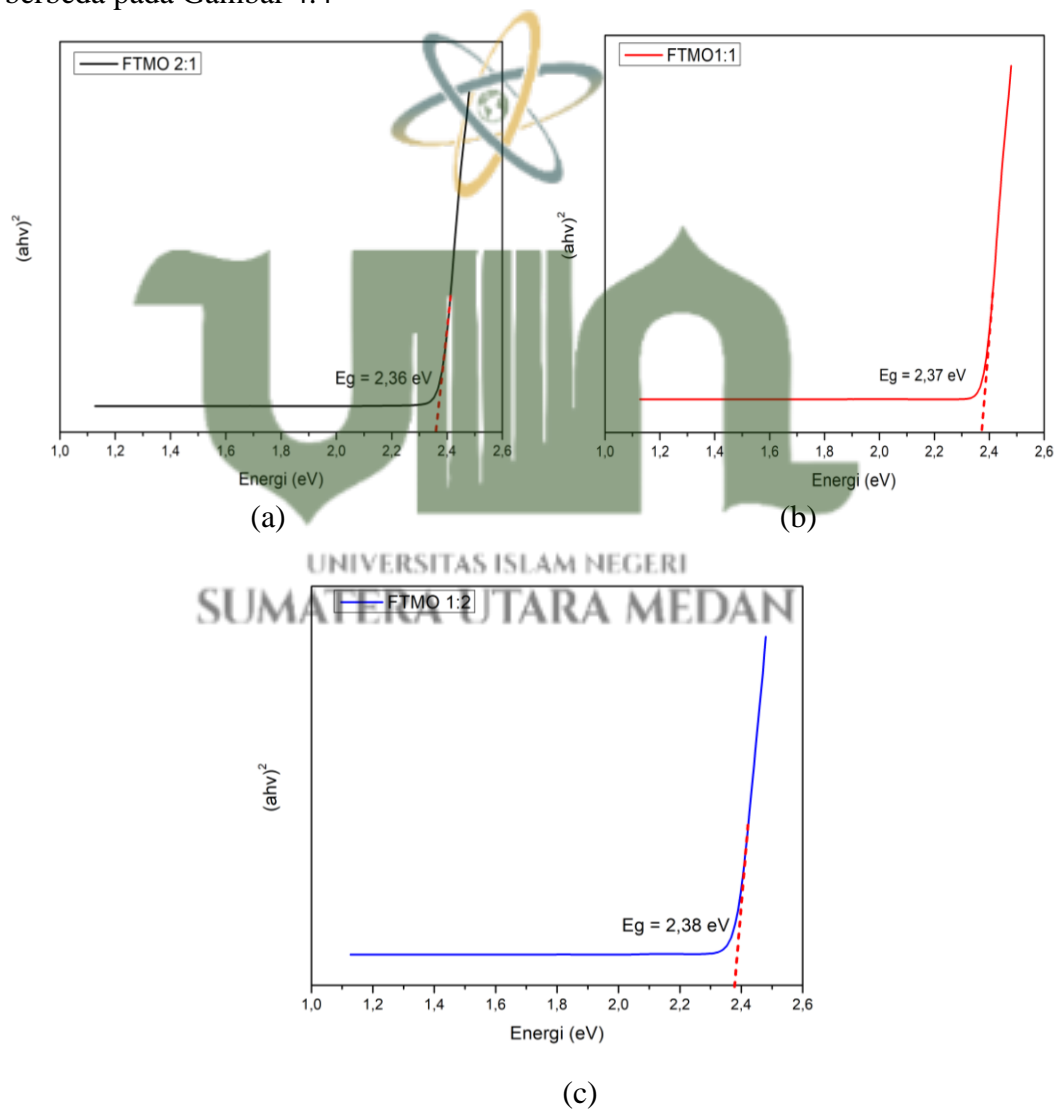 berbeda pada Gambar 4.4
FTMO 2:1
(ahv)²
Eg = 2,36 eV
1,0 1,2 1,4 1,6 1,8 2,0 2,2 2,4 2,6
Energi (eV)
(a)
FTMO1:1
(ahv)²
Eg = 2,37 eV
1,0 1,2 1,4 1,6 1,8 2,0 2,2 2,4 2,6
Energi (eV)
(b)
UNIVERSITAS ISLAM NEGERI
SUMATERA UTARA MEDAN
FTMO 1:2
(ahv)²
Eg = 2,38 eV
1,0 1,2 1,4 1,6 1,8 2,0 2,2 2,4 2,6
Energi (eV)
(c)